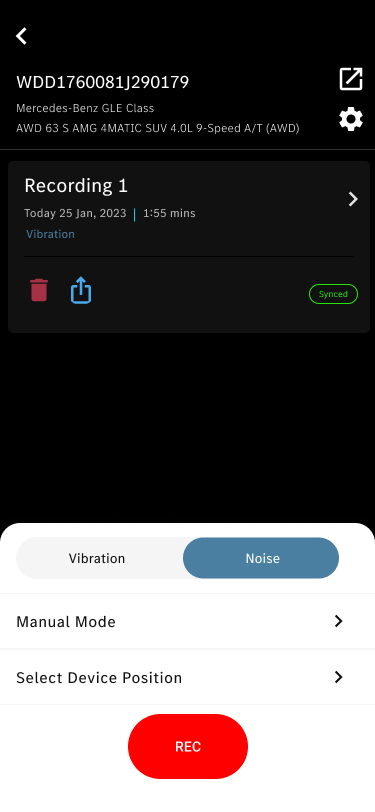 WDD1760081J290179
Mercedes-Benz GLE Class
AWD 63 S AMG 4MATIC SUV 4.0L 9-Speed A/T (AWD)
Recording 1
Today 25 Jan, 2023 | 1:55 mins
Vibration
Synced
Vibration
Noise
Manual Mode
Select Device Position
REC